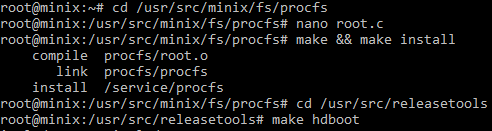 root@minix:~# cd /usr/src/minix/fs/procfs
root@minix:/usr/src/minix/fs/procfs# nano root.c
root@minix:/usr/src/minix/fs/procfs# make && make install
compile procfs/root.o
link procfs/procfs
install /service/procfs
root@minix:/usr/src/minix/fs/procfs# cd /usr/src/releasetools
root@minix:/usr/src/releasetools# make hdboot